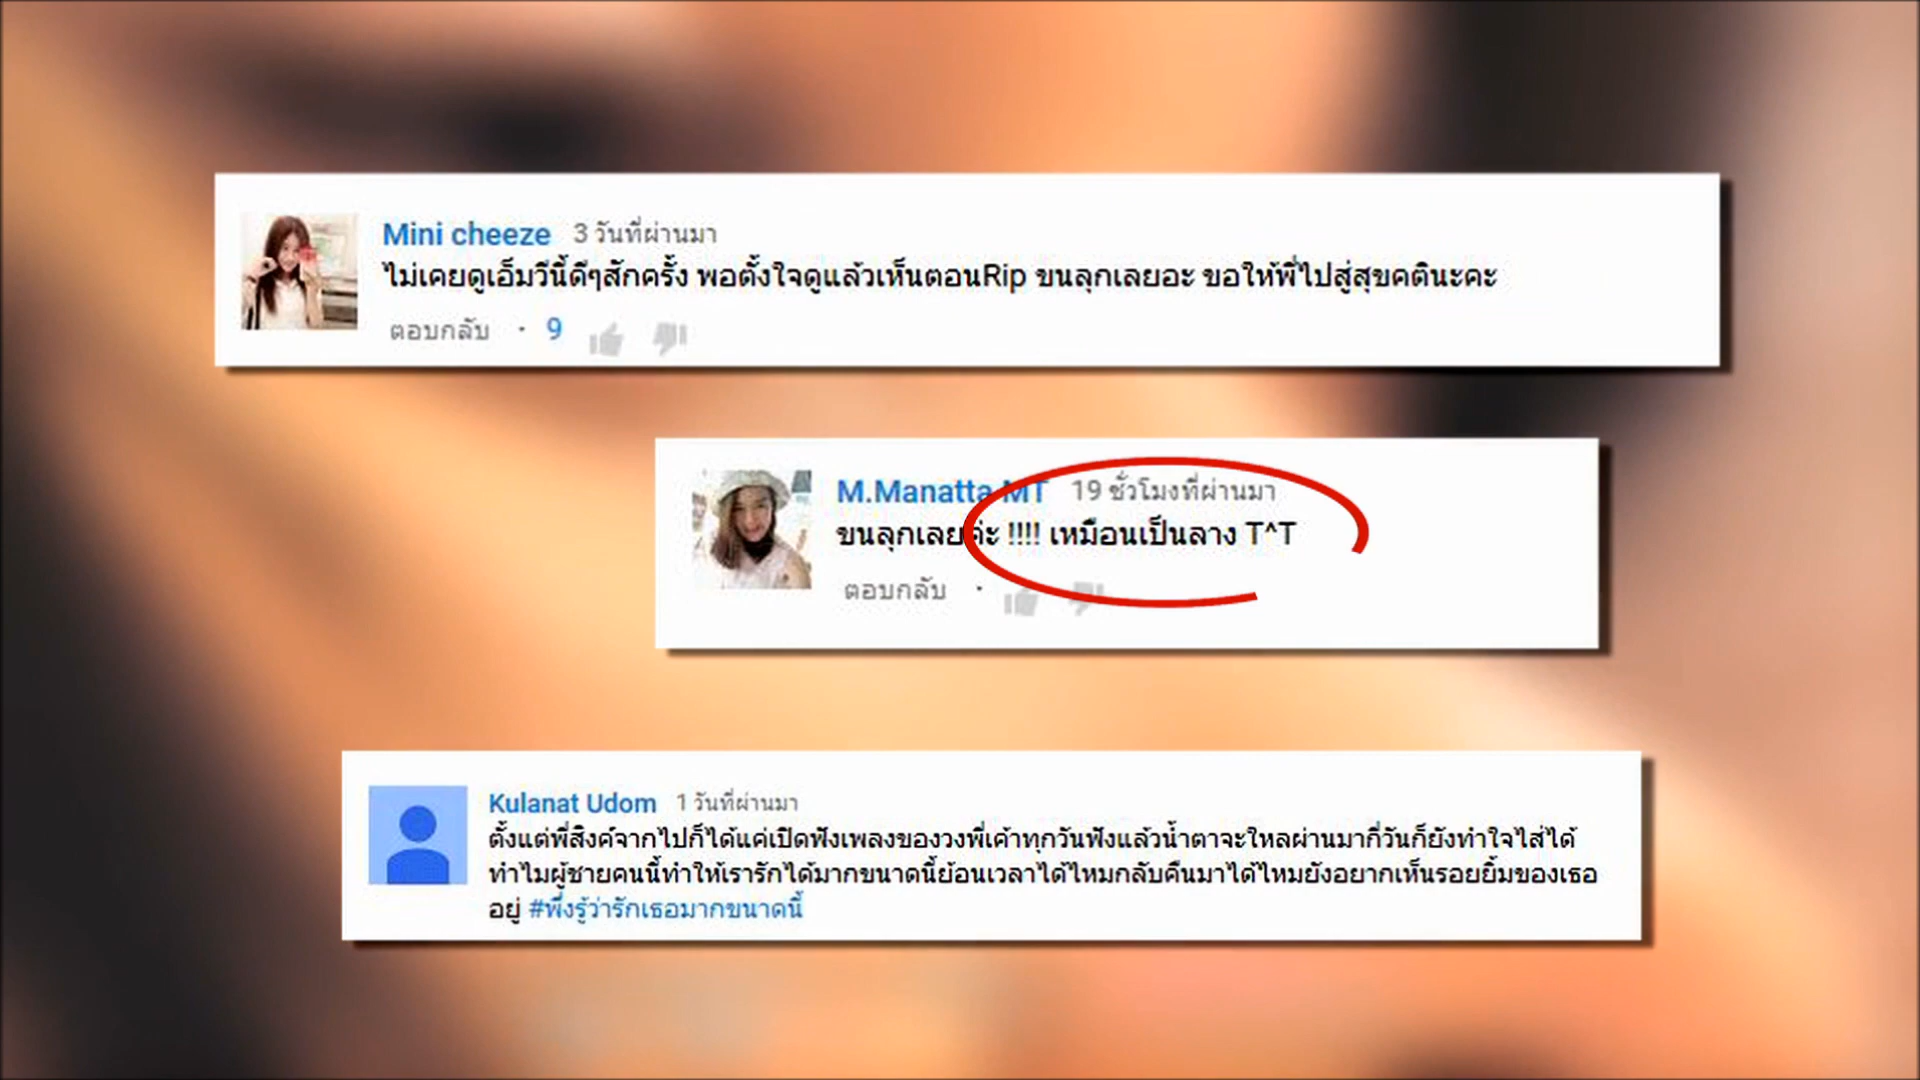 Mini cheeze 3 วันที่ผ่านมา
ไม่เคยดูเอ็มวีนี้ดีๆสักครั้ง พอตั้งใจดูแล้วเห็นตอนRip ขนลุกเลยอะ ขอให้พี่ไปสู่สุขคตินะคะ
ตอบกลับ · 9
M.Manatta MT 19 ชั่วโมงที่ผ่านมา
ขนลุกเลยค่ะ !!!! เหมือนเป็นลาง T^T
ตอบกลับ ·
Kulanat Udom 1 วันที่ผ่านมา
ตั้งแต่พี่สิงค์จากไปก็ได้แค่เปิดฟังเพลงของวงพี่เค้าทุกวันฟังแล้วน้ำตาจะใหลผ่านมากี่วันก็ยังทำใจไส่ได้
ทำไมผู้ชายคนนี้ทำให้เรารักได้มากขนาดนี้ย้อนเวลาได้ไหมกลับคืนมาได้ไหมยังอยากเห็นรอยยิ้มของเธอ
อยู่ #พึ่งรู้ว่ารักเธอมากขนาดนี้